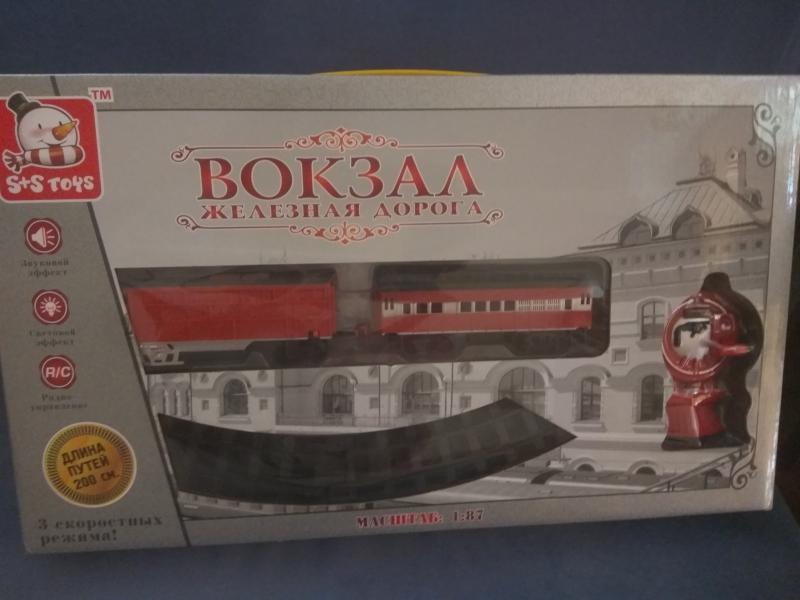 TM
S+S TOYS
ВОКЗАЛ
ЖЕЛЕЗНАЯ ДОРОГА
Звуковой
эффект
Световой
эффект
R/C
Радио-
управление
ДЛИНА
ПУТЕЙ
200 см.
3 скоростных
режима!
МАСШТАБ: 1:87